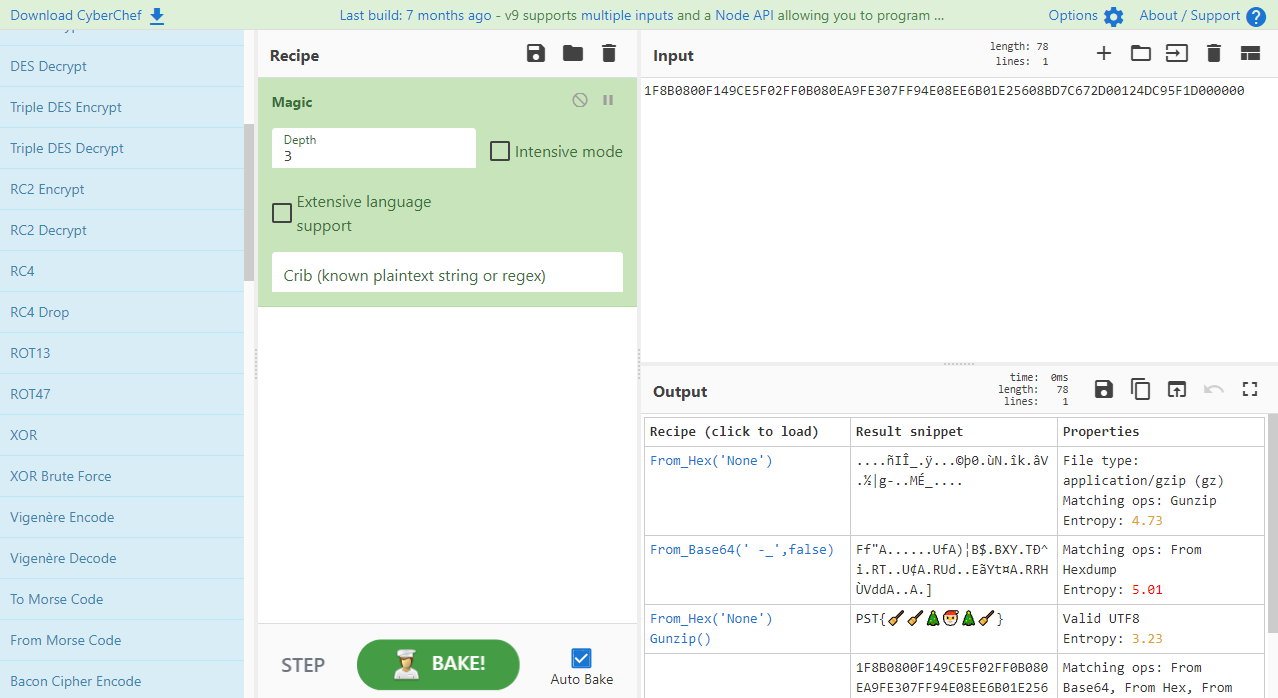 Download CyberChef
Last build: 7 months ago - v9 supports multiple inputs and a Node API allowing you to program ...
Options
About / Support
DES Decrypt
Triple DES Encrypt
Triple DES Decrypt
RC2 Encrypt
RC2 Decrypt
RC4
RC4 Drop
ROT13
ROT47
XOR
XOR Brute Force
Vigenère Encode
Vigenère Decode
To Morse Code
From Morse Code
Bacon Cipher Encode
Recipe
Magic
Depth
3
Intensive mode
Extensive language
support
Crib (known plaintext string or regex)
STEP
BAKE!
Auto Bake
Input
length: 78
lines: 1
1F8B0800F149CE5F02FF0B080EA9FE307FF94E08EE6B01E25608BD7C672D00124DC95F1D000000
Output
time: 0ms
length: 78
lines: 1
Recipe (click to load)
Result snippet
Properties
From_Hex('None')
....ñIÎ_.ÿ...©þ0.ùN.îk.âV
.½|g-..MÉ_....
File type:
application/gzip (gz)
Matching ops: Gunzip
Entropy: 4.73
From_Base64(' -_',false)
Ff"A......UfA)¦B$.BXY.TÐ^
i.RT..U¢A.RUd..EãYt¤A.RRH
ÙVddA..A.]
Matching ops: From
Hexdump
Entropy: 5.01
From_Hex('None')
Gunzip()
PST{🧹🧹🎄🎅🎄🧹}
Valid UTF8
Entropy: 3.23
1F8B0800F149CE5F02FF0B080
EA9FE307FF94E08EE6B01E256
Matching ops: From
Base64, From Hex, From